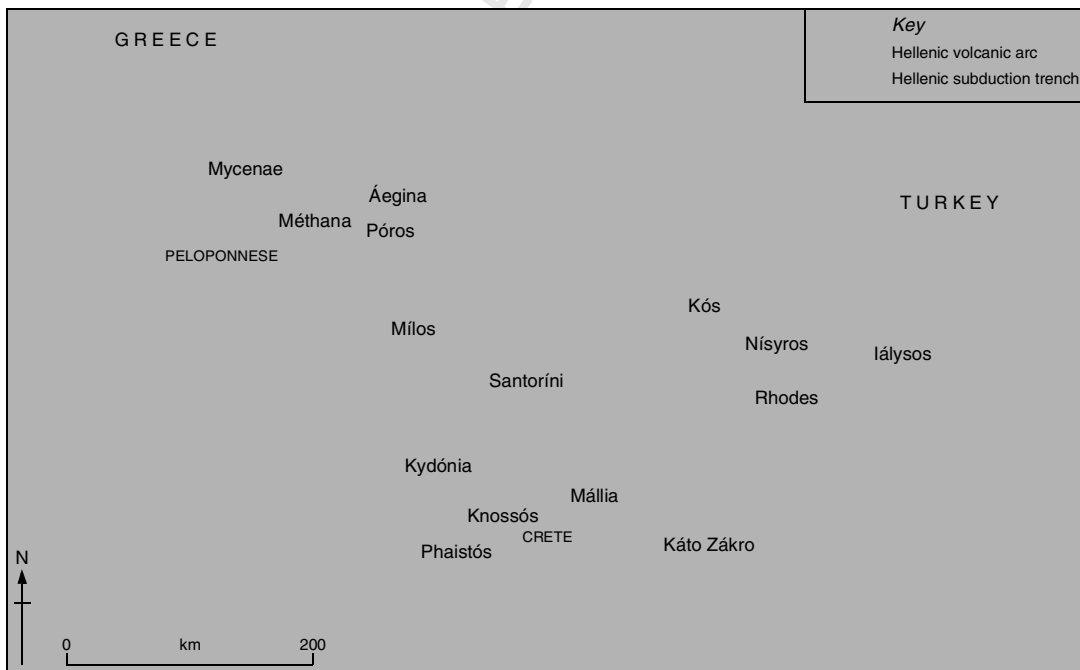 GREECE
Key
Hellenic volcanic arc
Hellenic subduction trench
Mycenae
Áegina
TURKEY
Méthana
Póros
PELOPONNESE
Kós
Mílos
Nísyros
Iálysos
Santoríni
Rhodes
Kydónia
Mállia
Knossós
CRETE
Phaistós
Káto Zákro
N
0 km 200